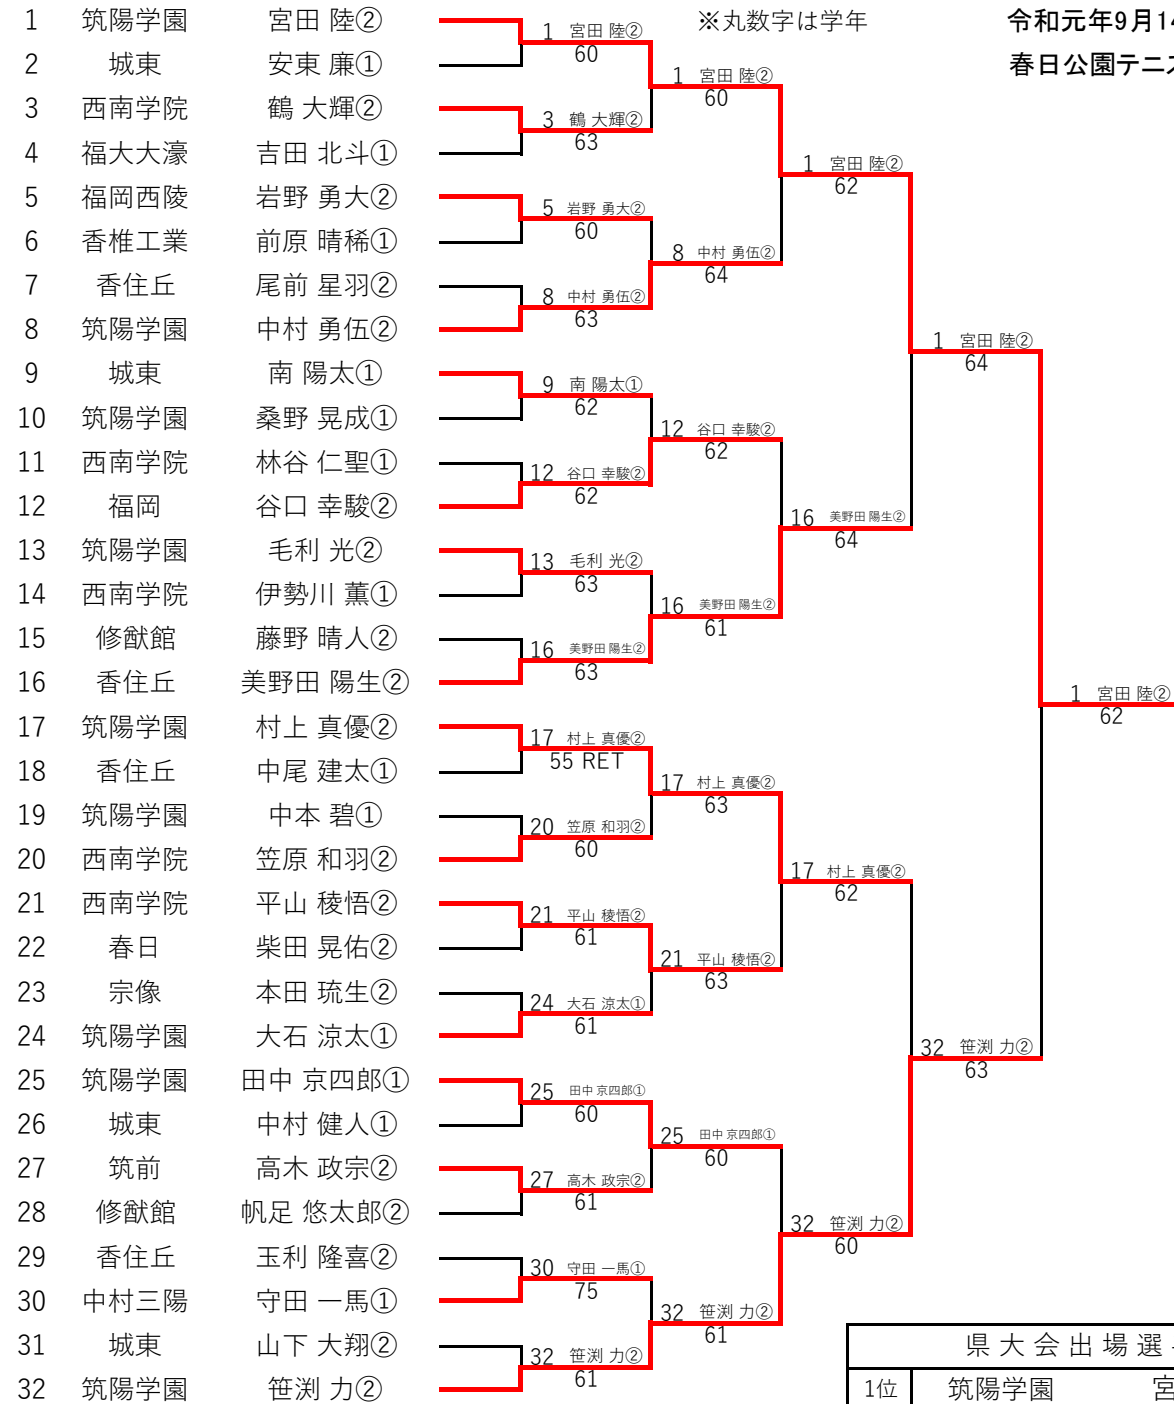 ※丸数字は学年
令和元年9月14
春日公園テニス
1 筑陽学園 宮田 陸②
2 城東 安東 廉①
3 西南学院 鶴 大輝②
4 福大大濠 吉田 北斗①
5 福岡西陵 岩野 勇大②
6 香椎工業 前原 晴稀①
7 香住丘 尾前 星羽②
8 筑陽学園 中村 勇伍②
9 城東 南 陽太①
10 筑陽学園 桑野 晃成①
11 西南学院 林谷 仁聖①
12 福岡 谷口 幸駿②
13 筑陽学園 毛利 光②
14 西南学院 伊勢川 薫①
15 修猷館 藤野 晴人②
16 香住丘 美野田 陽生②
17 筑陽学園 村上 真優②
18 香住丘 中尾 建太①
19 筑陽学園 中本 碧①
20 西南学院 笠原 和羽②
21 西南学院 平山 稜悟②
22 春日 柴田 晃佑②
23 宗像 本田 琉生②
24 筑陽学園 大石 涼太①
25 筑陽学園 田中 京四郎①
26 城東 中村 健人①
27 筑前 高木 政宗②
28 修猷館 帆足 悠太郎②
29 香住丘 玉利 隆喜②
30 中村三陽 守田 一馬①
31 城東 山下 大翔②
32 筑陽学園 笹渕 力②
1 宮田 陸②
60
3 鶴 大輝②
63
5 岩野 勇大②
60
8 中村 勇伍②
63
9 南 陽太①
62
12 谷口 幸駿②
62
13 毛利 光②
63
16 美野田 陽生②
63
17 村上 真優②
55 RET
20 笠原 和羽②
60
21 平山 稜悟②
61
24 大石 涼太①
61
25 田中 京四郎①
60
27 高木 政宗②
61
30 守田 一馬①
75
32 笹渕 力②
61
1 宮田 陸②
60
8 中村 勇伍②
64
12 谷口 幸駿②
62
16 美野田 陽生②
61
17 村上 真優②
63
21 平山 稜悟②
63
25 田中 京四郎①
60
32 笹渕 力②
61
1 宮田 陸②
62
16 美野田 陽生②
64
17 村上 真優②
62
32 笹渕 力②
60
1 宮田 陸②
64
32 笹渕 力②
63
1 宮田 陸②
62
県大会出場選
1位 筑陽学園 宮